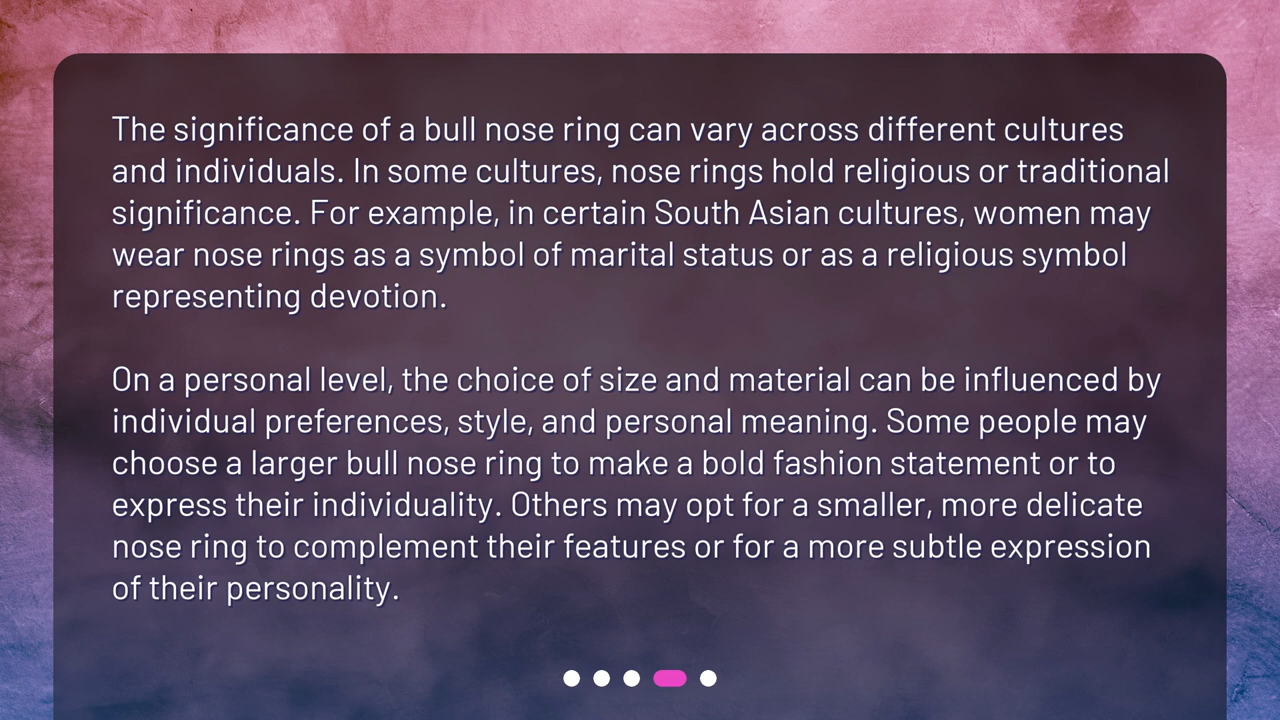 The significance of a bull nose ring can vary across different cultures
and individuals. In some cultures, nose rings hold religious or traditional
significance. For example, in certain South Asian cultures, women may
wear nose rings as a symbol of marital status or as a religious symbol
representing devotion.
On a personal level, the choice of size and material can be influenced by
individual preferences, style, and personal meaning. Some people may
choose a larger bull nose ring to make a bold fashion statement or to
express their individuality. Others may opt for a smaller, more delicate
nose ring to complement their features or for a more subtle expression
of their personality.